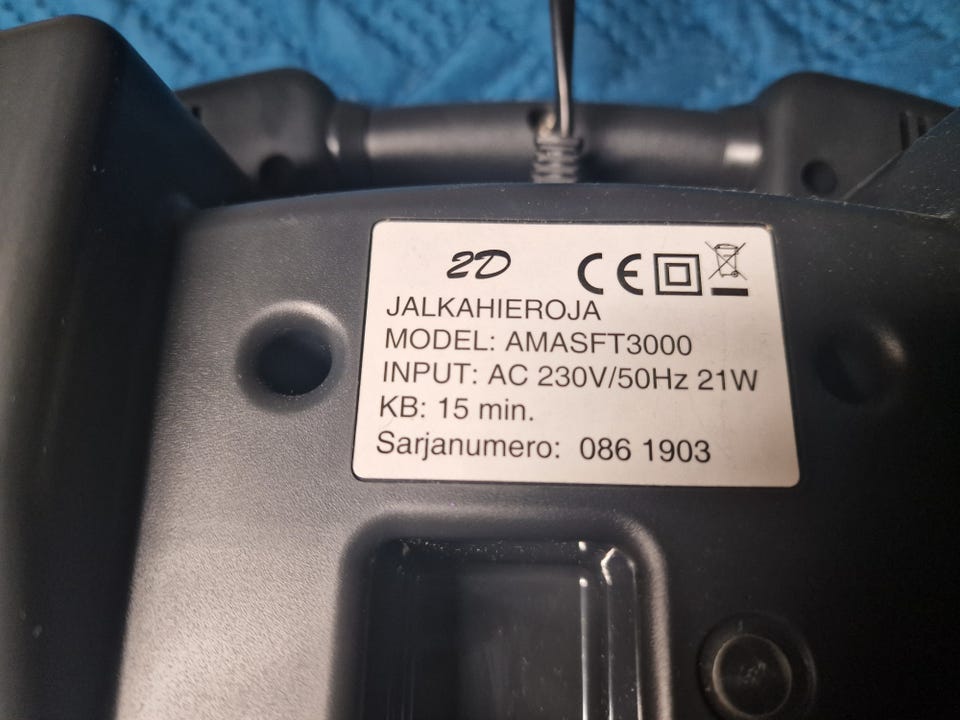 2D CE
JALKAHIEROJA
MODEL: AMASFT3000
INPUT: AC 230V/50Hz 21W
KB: 15 min.
Sarjanumero: 086 1903